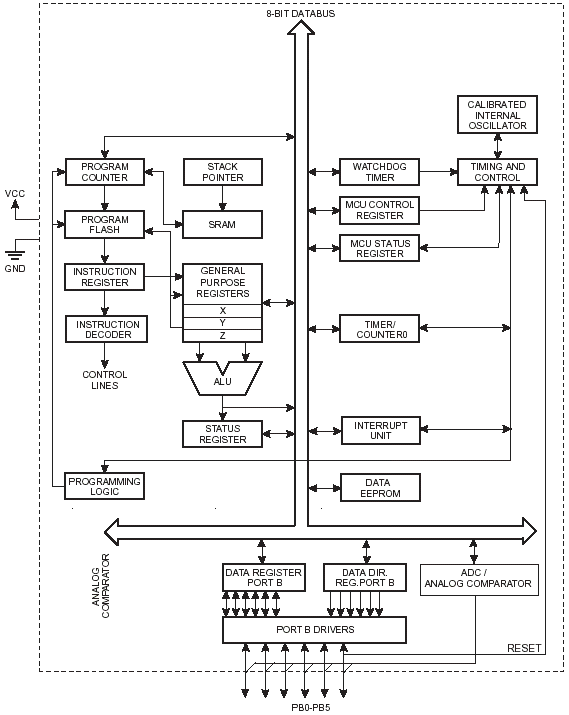 8-BIT DATABUS
CALIBRATED
INTERNAL
OSCILLATOR
PROGRAM
COUNTER
STACK
POINTER
WATCHDOG
TIMER
TIMING AND
CONTROL
VCC
PROGRAM
FLASH
SRAM
MCU CONTROL
REGISTER
MCU STATUS
REGISTER
GND
INSTRUCTION
REGISTER
GENERAL
PURPOSE
REGISTERS
X
Y
Z
INSTRUCTION
DECODER
TIMER/
COUNTER0
CONTROL
LINES
ALU
STATUS
REGISTER
INTERRUPT
UNIT
PROGRAMMING
LOGIC
DATA
EEPROM
ANALOG
COMPARATOR
DATA REGISTER
PORT B
DATA DIR.
REG.PORT B
ADC /
ANALOG COMPARATOR
PORT B DRIVERS
RESET
PB0-PB5